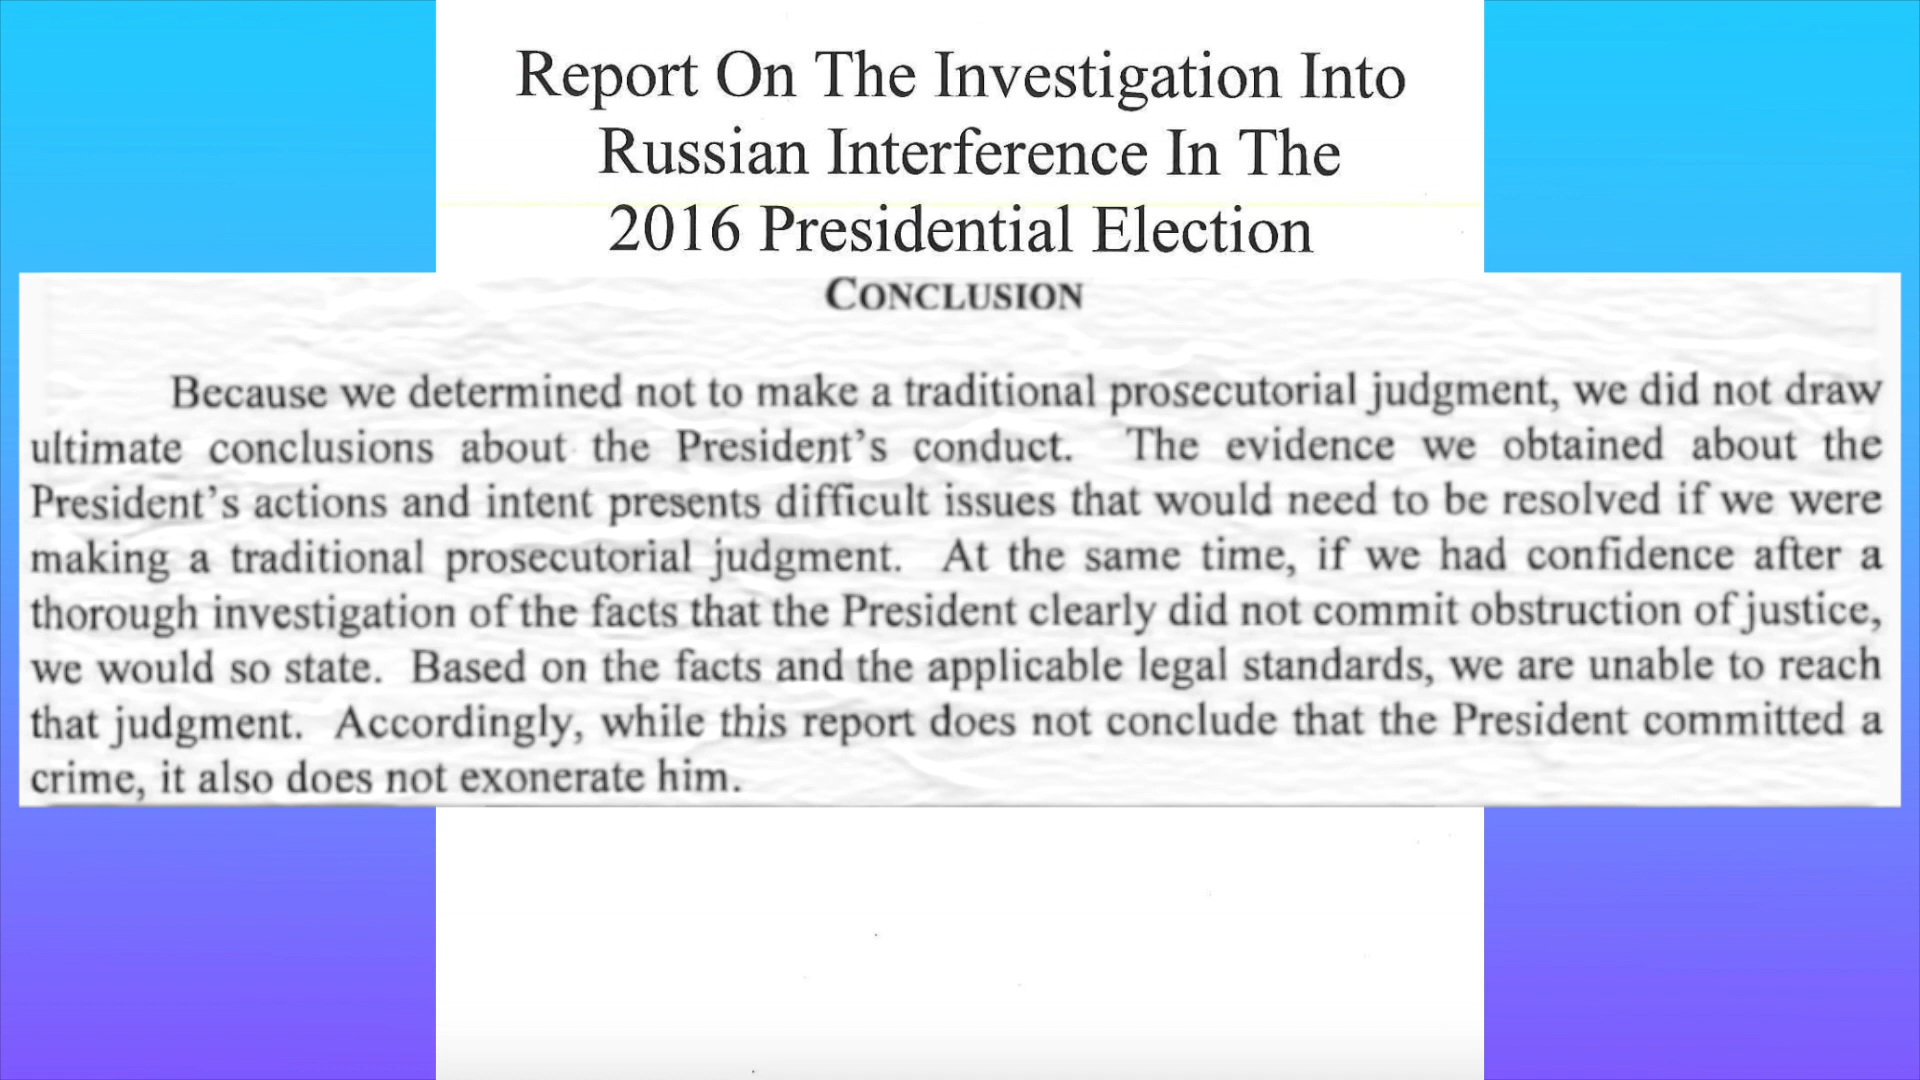 Report On The Investigation Into
Russian Interference In The
2016 Presidential Election
CONCLUSION
Because we determined not to make a traditional prosecutorial judgment, we did not draw
ultimate conclusions about the President’s conduct. The evidence we obtained about the
President’s actions and intent presents difficult issues that would need to be resolved if we were
making a traditional prosecutorial judgment. At the same time, if we had confidence after a
thorough investigation of the facts that the President clearly did not commit obstruction of justice,
we would so state. Based on the facts and the applicable legal standards, we are unable to reach
that judgment. Accordingly, while this report does not conclude that the President committed a
crime, it also does not exonerate him.